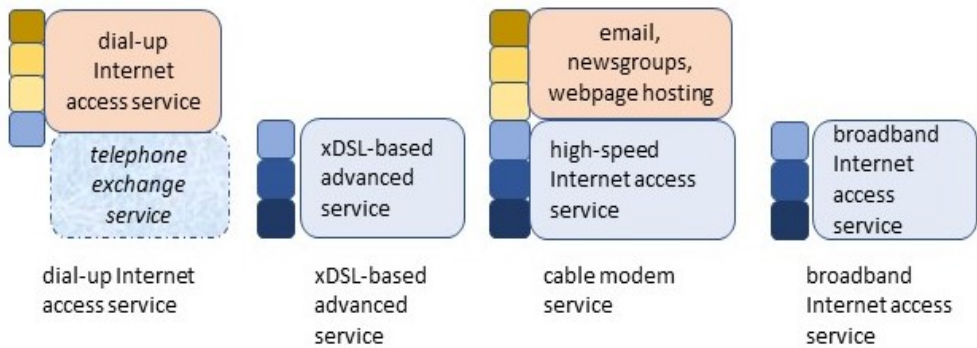 dial-up
Internet
access service
telephone
exchange
service
dial-up Internet
access service
xDSL-based
advanced
service
xDSL-based
advanced
service
email,
newsgroups,
webpage hosting
high-speed
Internet access
service
cable modem
service
broadband
Internet
access
service
broadband
Internet access
service